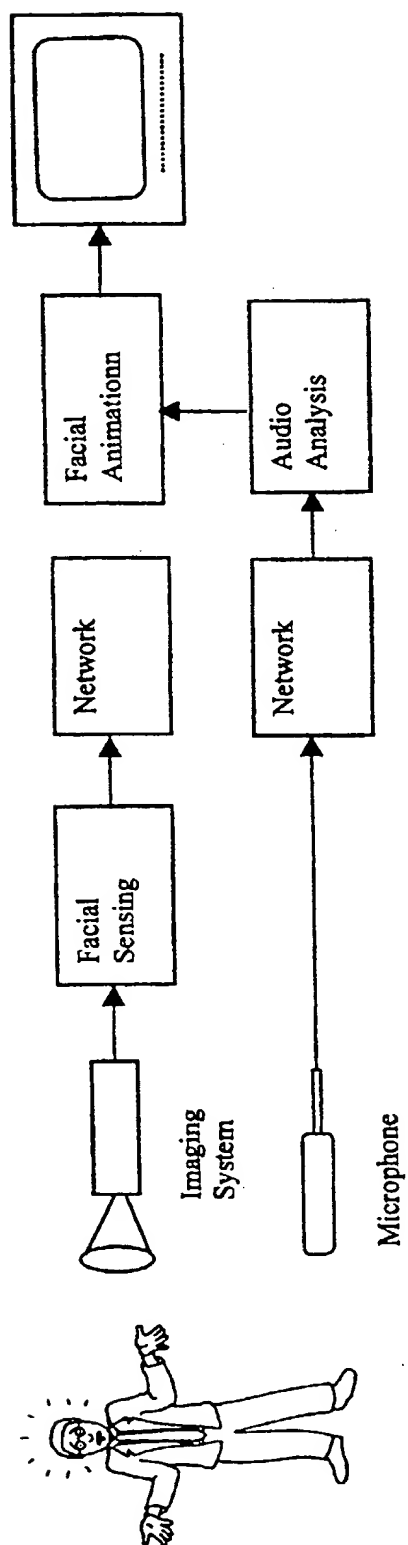 Imaging
System
Facial
Sensing
Network
Facial
Animationn
Microphone
Network
Audio
Analysis